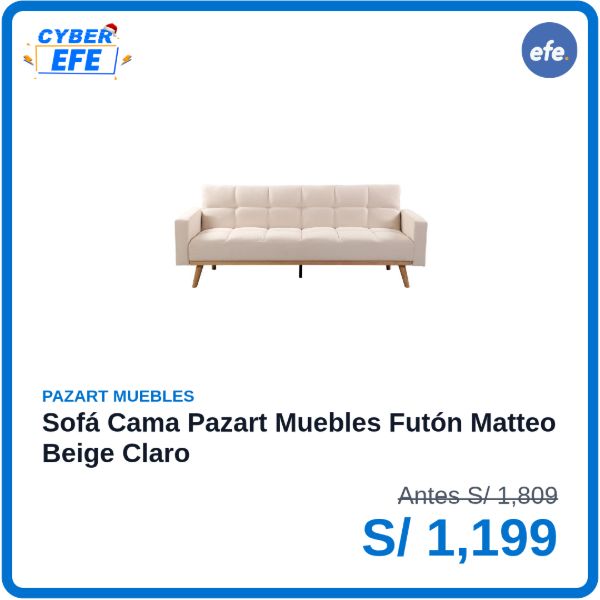 CYBER
EFE
efe.
PAZART MUEBLES
Sofá Cama Pazart Muebles Futón Matteo
Beige Claro
Antes S/ 1,809
S/ 1,199